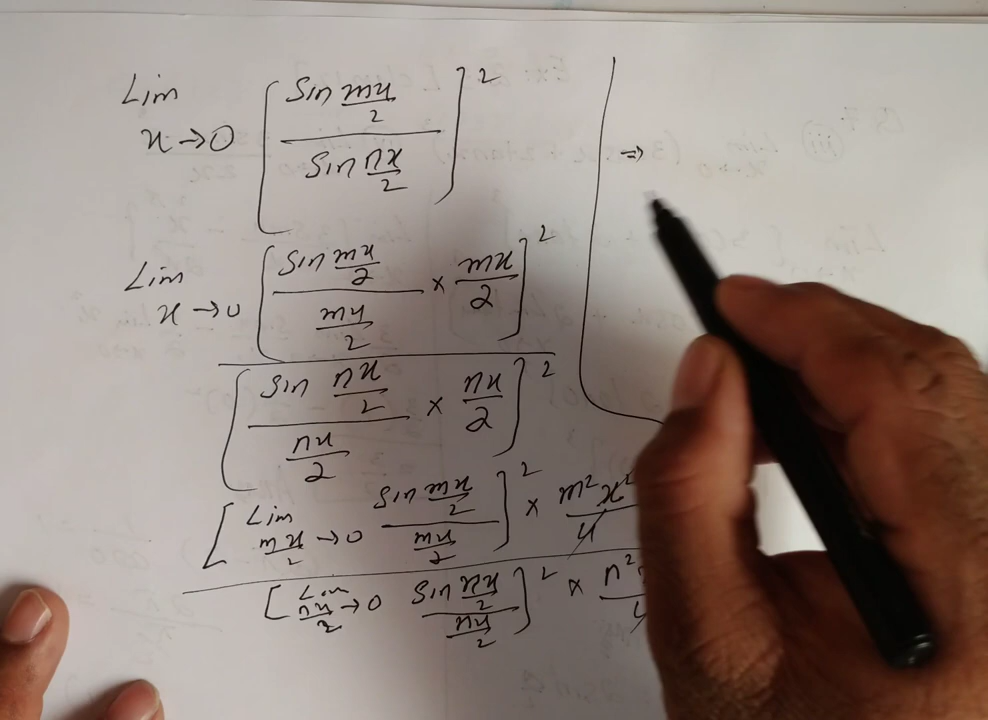 Lim x→0 [ (Sin mx/2) / (Sin nx/2) ]²
Lim x→0 [ (Sin mx/2) / (mx/2) × mx/2 ]²
[ (Sin nx/2) / (nx/2) × nx/2 ]²
[ Lim mx/2→0 (Sin mx/2) / (mx/2) ]² × m²x²/4
[ Lim nx/2→0 (Sin nx/2) / (nx/2) ]² × n²
⇒